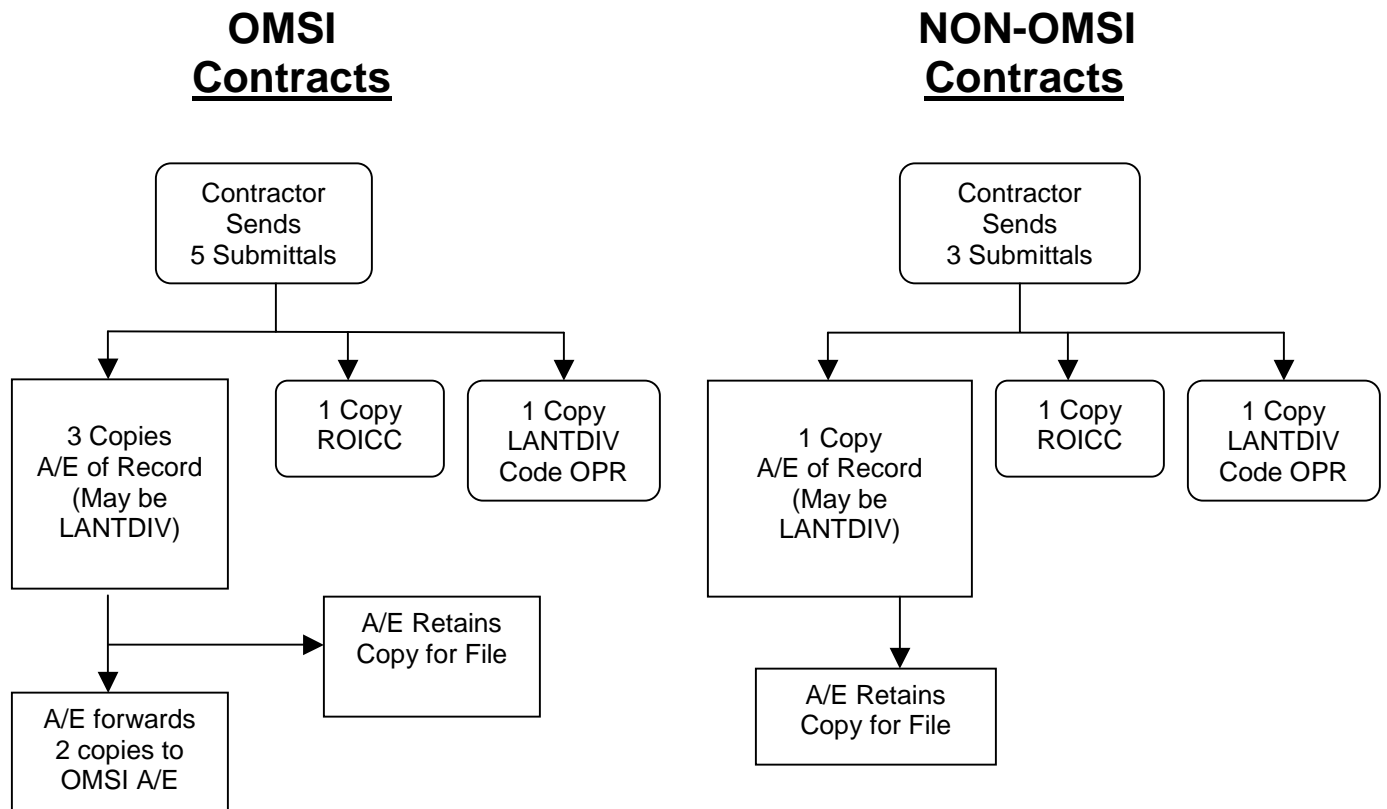 OMSI
Contracts
Contractor
Sends
5 Submittals
3 Copies
A/E of Record
(May be
LANTDIV)
1 Copy
ROICC
1 Copy
LANTDIV
Code OPR
A/E Retains
Copy for File
A/E forwards
2 copies to
OMSI A/E
NON-OMSI
Contracts
Contractor
Sends
3 Submittals
1 Copy
A/E of Record
(May be
LANTDIV)
1 Copy
ROICC
1 Copy
LANTDIV
Code OPR
A/E Retains
Copy for File